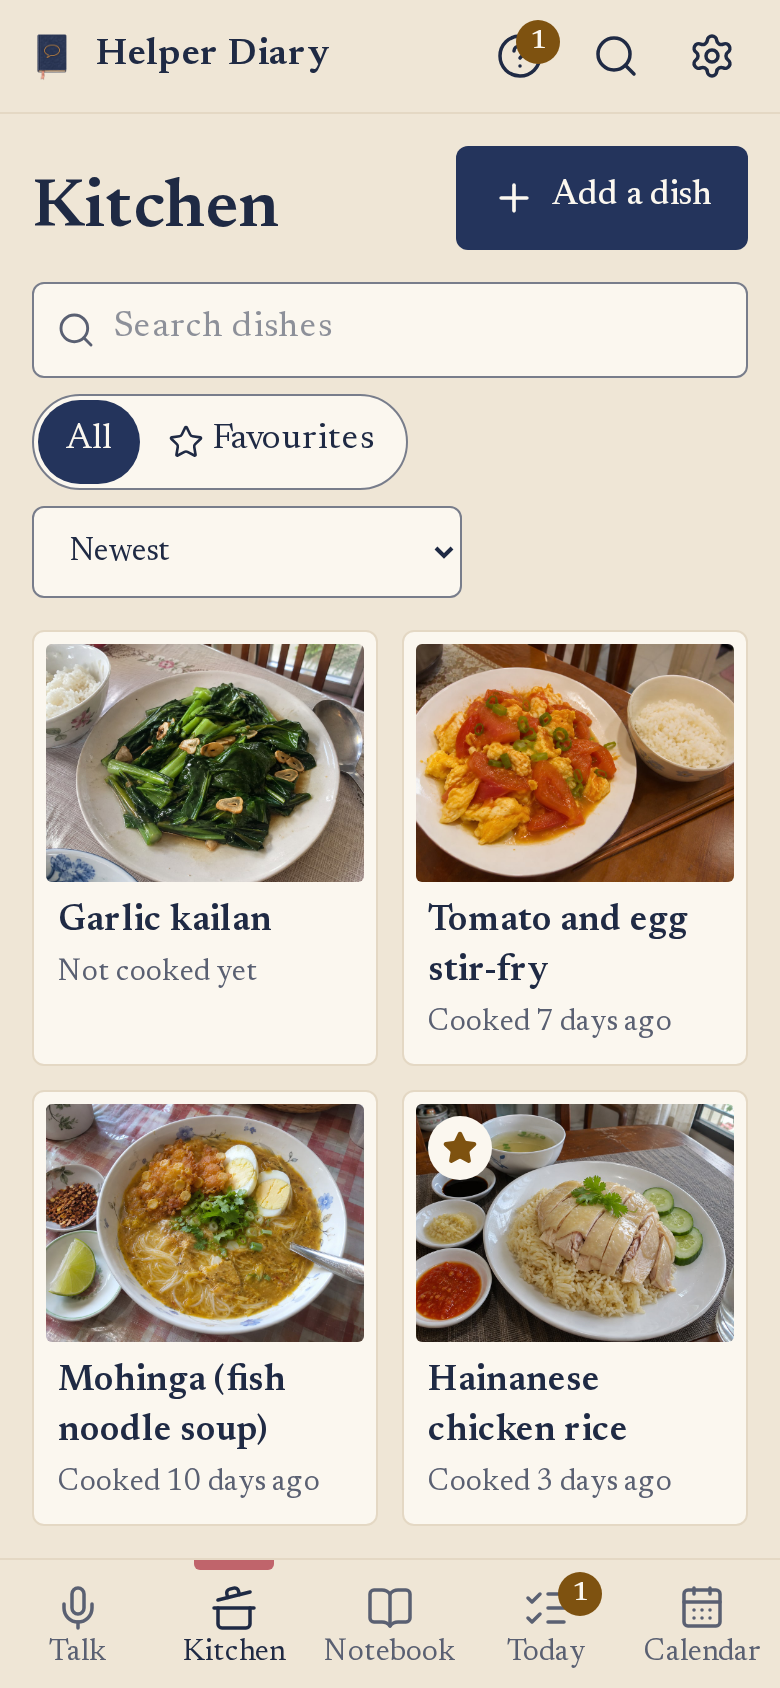 Helper Diary
1
Kitchen
Add a dish
Search dishes
All
Favourites
Newest
Garlic kailan
Not cooked yet
Tomato and egg
stir-fry
Cooked 7 days ago
Mohinga (fish
noodle soup)
Cooked 10 days ago
Hainanese
chicken rice
Cooked 3 days ago
1
Talk
Kitchen
Notebook
Today
Calendar